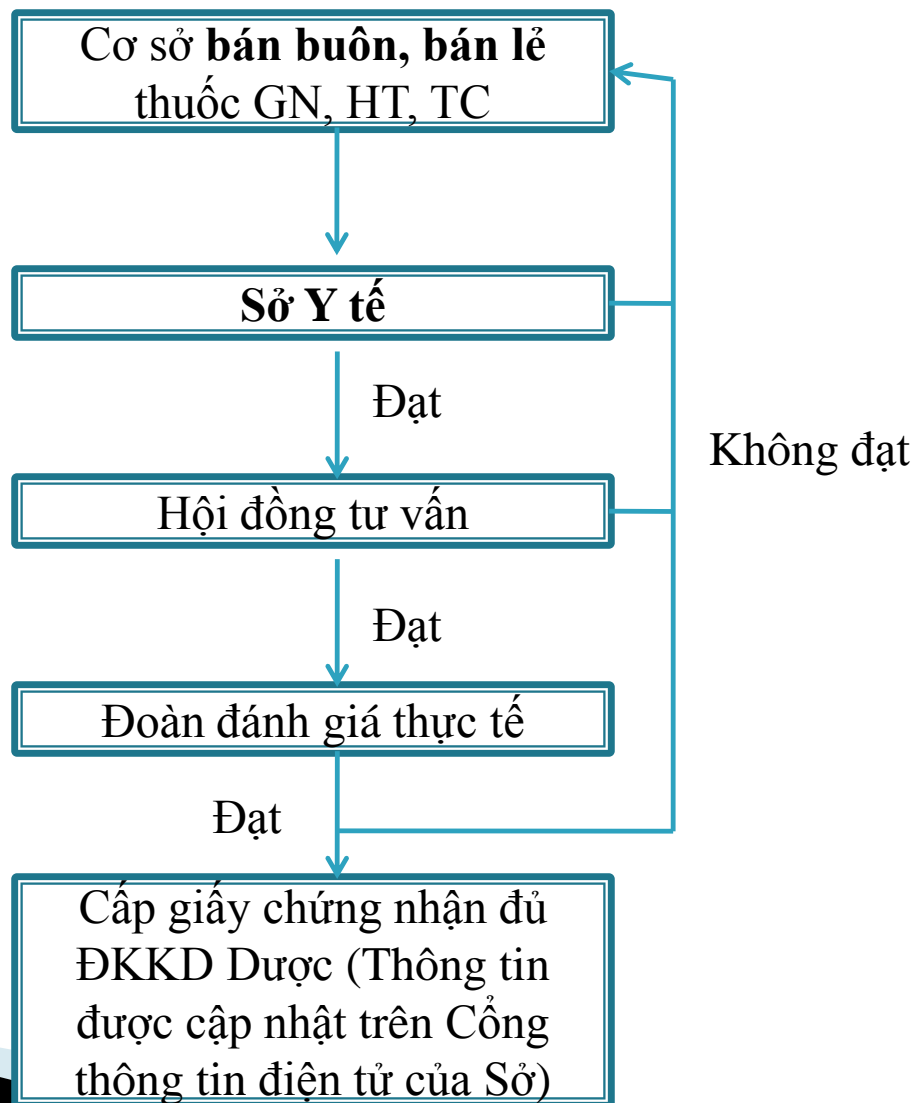 Cơ sở bán buôn, bán lẻ
thuốc GN, HT, TC
Sở Y tế
Đạt
Không đạt
Hội đồng tư vấn
Đạt
Đoàn đánh giá thực tế
Đạt
Cấp giấy chứng nhận đủ
ĐKKD Dược (Thông tin
được cập nhật trên Cổng
thông tin điện tử của Sở)